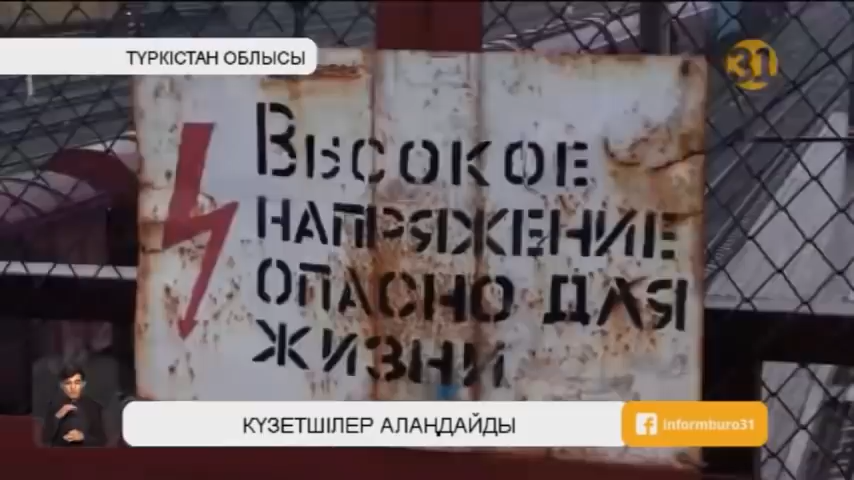 ТҮРКІСТАН ОБЛЫСЫ
31
Высокое
напряжение
опасно для
жизни
КҮЗЕТШІЛЕР АЛАҢДАЙДЫ
informburo31